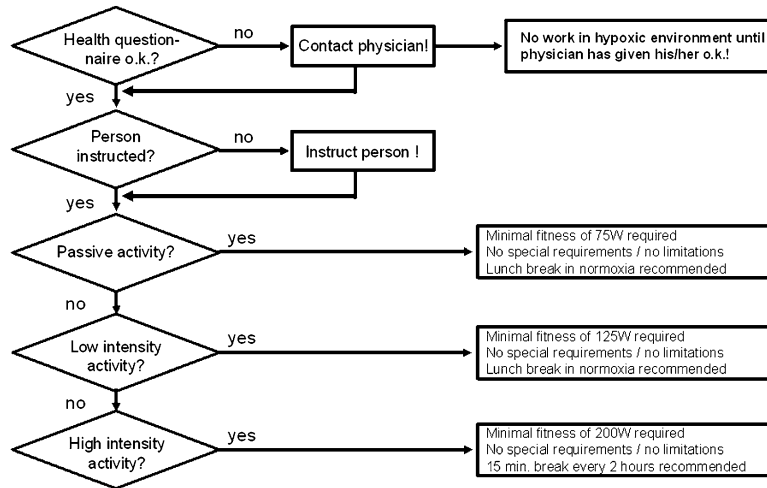 Health question-
naire o.k.?
no
Contact physician!
No work in hypoxic environment until
physician has given his/her o.k.!
yes
Person
instructed?
no
Instruct person !
yes
Passive activity?
yes
Minimal fitness of 75W required
No special requirements / no limitations
Lunch break in normoxia recommended
no
Low intensity
activity?
yes
Minimal fitness of 125W required
No special requirements / no limitations
Lunch break in normoxia recommended
no
High intensity
activity?
yes
Minimal fitness of 200W required
No special requirements / no limitations
15 min. break every 2 hours recommended